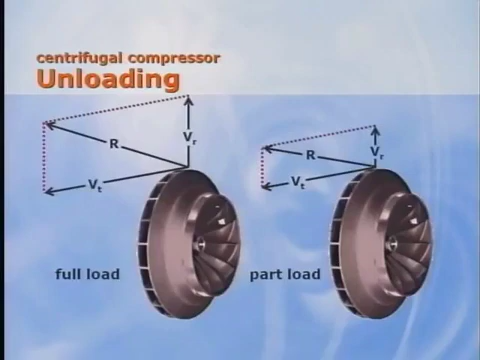 centrifugal compressor
Unloading
Vr
R
Vt
full load
Vr
R
Vt
part load